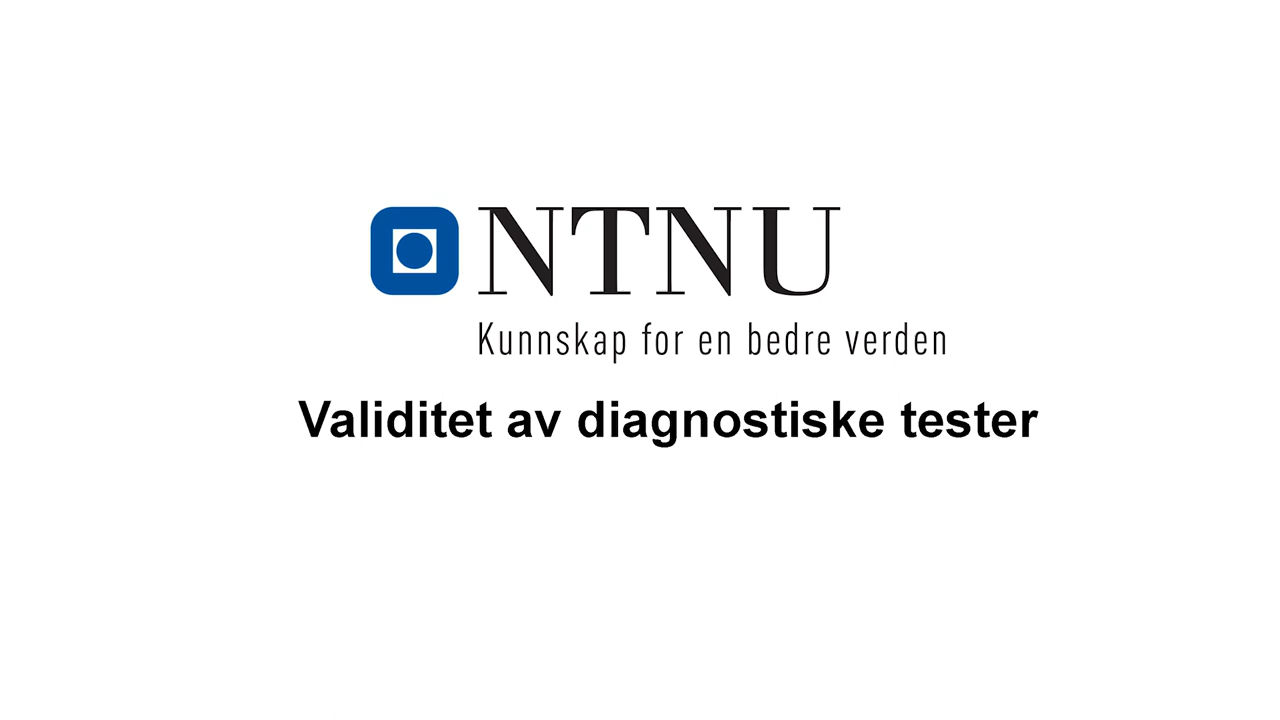 NTNU
Kunnskap for en bedre verden
Validitet av diagnostiske tester